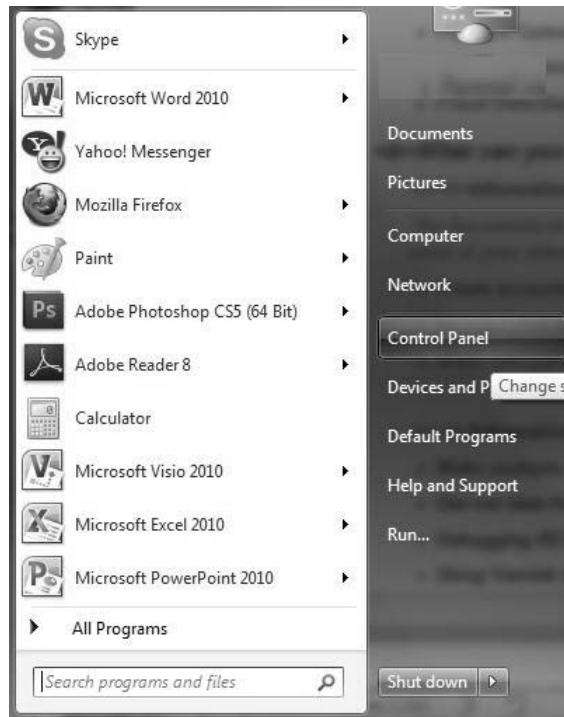 Skype
Microsoft Word 2010
Yahoo! Messenger
Mozilla Firefox
Paint
Ps Adobe Photoshop CS5 (64 Bit)
Adobe Reader 8
Calculator
Microsoft Visio 2010
Microsoft Excel 2010
Microsoft PowerPoint 2010
All Programs
Search programs and files
Documents
Pictures
Computer
Network
Control Panel
Devices and P Change s
Default Programs
Help and Support
Run...
Shut down